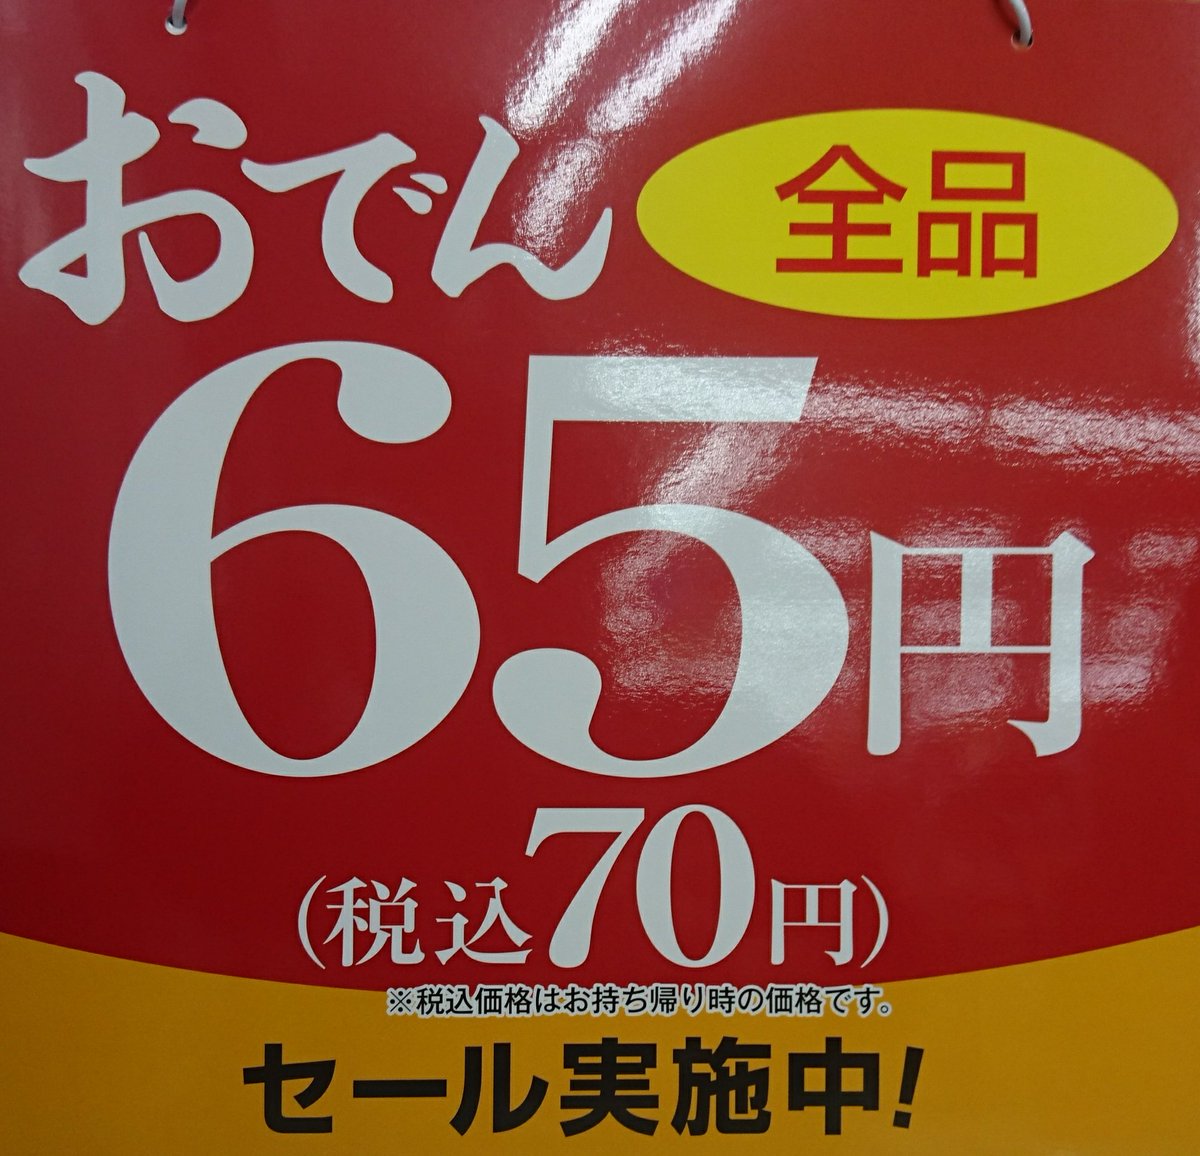 おでん 全品
65円
(税込70円)
※税込価格はお持ち帰り時の価格です。
セール実施中!